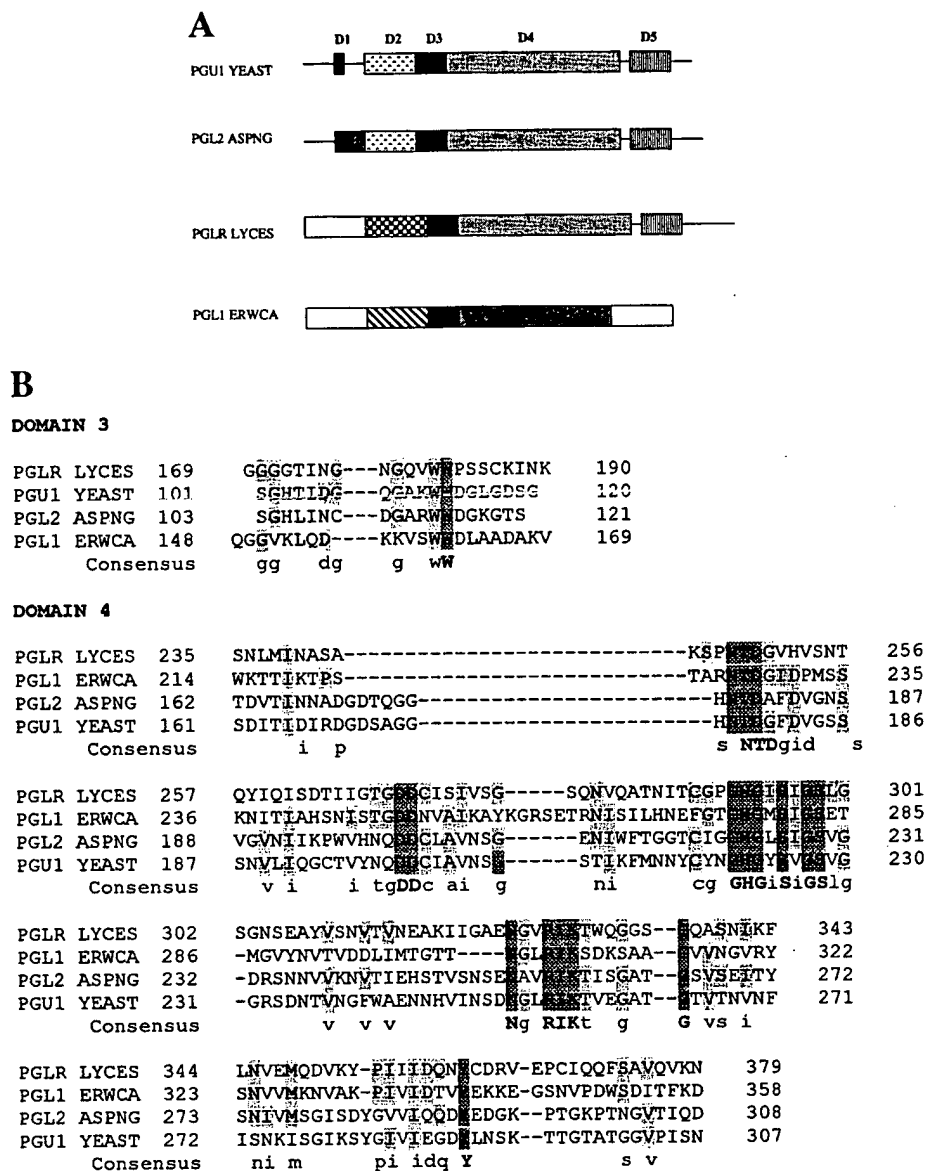 A
D1 D2 D3 D4 D5
PGU1 YEAST
PGL2 ASPNG
PGLR LYCES
PGL1 ERWCA
B
DOMAIN 3
PGLR LYCES 169 GGGGTING---NGQVWWPSSCKINK 190
PGU1 YEAST 101 SGHTIDG---QGAKWWDGLGDSG 120
PGL2 ASPNG 103 SGHLINC---DGARWWDGKGTS 121
PGL1 ERWCA 148 QGGVKLQD----KKVSWWDLAADAKV 169
Consensus gg dg g wW
DOMAIN 4
PGLR LYCES 235 SNLMINASA-----------------------KSPNTDGVHVSNT 256
PGL1 ERWCA 214 WKTTIKTPS-----------------------TARNTDGIDPMSS 235
PGL2 ASPNG 162 TDVTINNADGDTQGG--------------------HNTDAFDVGNS 187
PGU1 YEAST 161 SDITIDIRDGDSAGG--------------------HNTDGFDVGSS 186
Consensus i p s NTDgid s
PGLR LYCES 257 QYIQISDTIIGTGDDCISIVSG------SQNVQATNITCGPGHGISIGSLG 301
PGL1 ERWCA 236 KNITIAHSNISTGDDNVAIKAYKGRSETRNISILHNEFGTGHGMSIGSET 285
PGL2 ASPNG 188 VGVNIIKPWVHNQDDCLAVNSG------ENIWFTGGTCIGGHGLSIGSVG 231
PGU1 YEAST 187 SNVLIQGCTVYNQDDCIAVNSG------STIKFMNNYCYNGHGYSVGSVG 230
Consensus v i i tgDDc ai g ni cg GHGiSiGSlg
PGLR LYCES 302 SGNSEAYVSNVTVNEAKIIGAENGVRIKTWQGGS--GQASNIKF 343
PGL1 ERWCA 286 -MGVYNVTVDDLIMTGTT----NGLRIKSDKSAA--GVVNGVRY 322
PGL2 ASPNG 232 -DRSNNVVKNVTIEHSTVSNSENAVRIKTISGAT--GSVSEITY 272
PGU1 YEAST 231 -GRSDNTVNGFWAENNHVINSDNGLRIKTVEGAT--GTVTNVNF 271
Consensus v v v Ng RIKt g G vs i
PGLR LYCES 344 LNVEMQDVKY-PIIIDQNYCDRV-EPCIQQFSAVQVKN 379
PGL1 ERWCA 323 SNVVMKNVAK-PIVIDTVYEKKE-GSNVPDWSDITFKD 358
PGL2 ASPNG 273 SNIVMSGISDYGVVIQQDYEDGK--PTGKPTNGVTIQD 308
PGU1 YEAST 272 ISNKISGIKSYGIVIEGDYLNSK--TTGTATGGVPISN 307
Consensus ni m pi idq Y s v